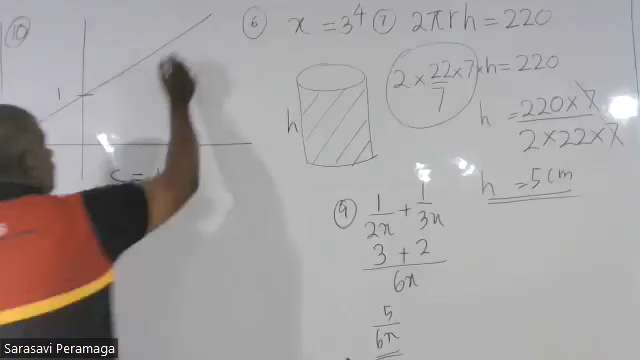 ⑩
1
⑥ x = 3⁴
h
⑦ 2πrh = 220
2 × 22/7 × 7 × h = 220
h = 220 × 7 / 2 × 22 × 7
h = 5 cm
⑨ 1/2x + 1/3x
3 + 2 / 6x
5/6x
Sarasavi Peramaga